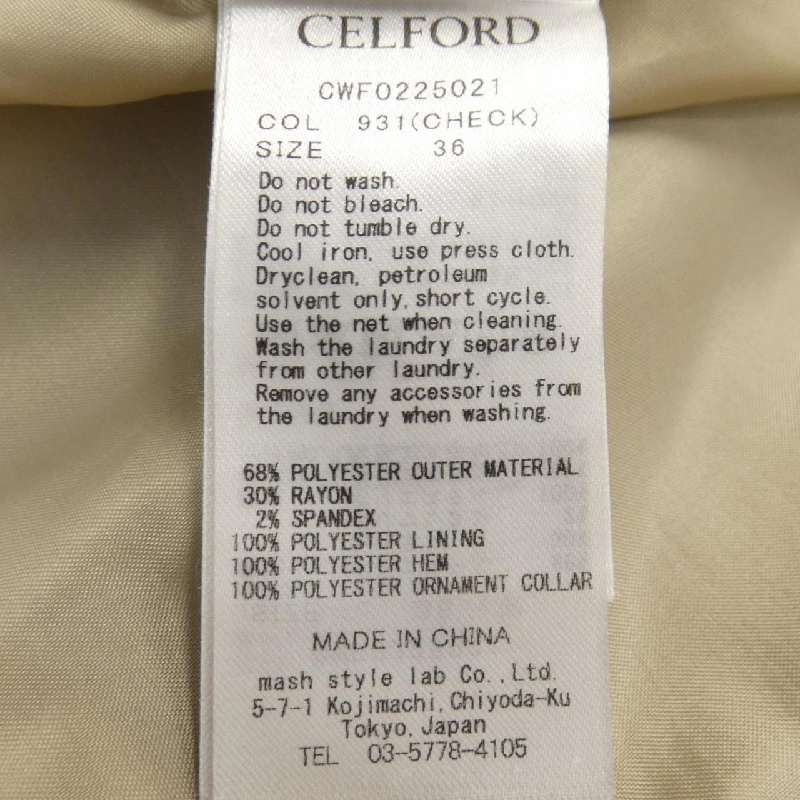 CELFORD
CWF0225021
COL 931(CHECK)
SIZE 36
Do not wash.
Do not bleach.
Do not tumble dry.
Cool iron, use press cloth.
Dryclean, petroleum
solvent only, short cycle.
Use the net when cleaning.
Wash the laundry separately
from other laundry.
Remove any accessories from
the laundry when washing.
68% POLYESTER OUTER MATERIAL
30% RAYON
2% SPANDEX
100% POLYESTER LINING
100% POLYESTER HEM
100% POLYESTER ORNAMENT COLLAR
MADE IN CHINA
mash style lab Co.,Ltd.
5-7-1 Kojimachi,Chiyoda-Ku
Tokyo,Japan
TEL 03-5778-4105